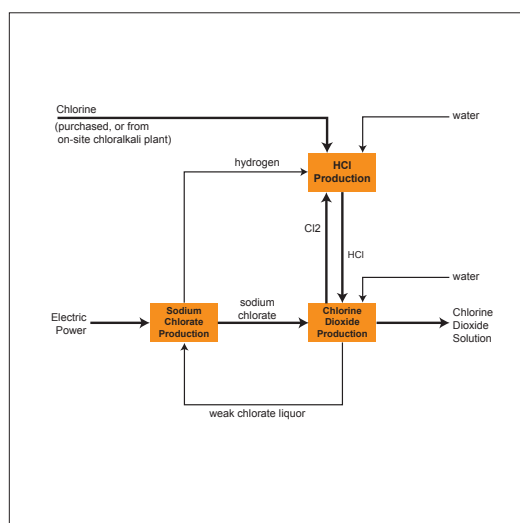 Chlorine
(purchased, or from
on-site chloralkali plant)
water
hydrogen
HCl
Production
Cl2
HCl
water
Electric
Power
Sodium
Chlorate
Production
sodium
chlorate
Chlorine
Dioxide
Production
Chlorine
Dioxide
Solution
weak chlorate liquor